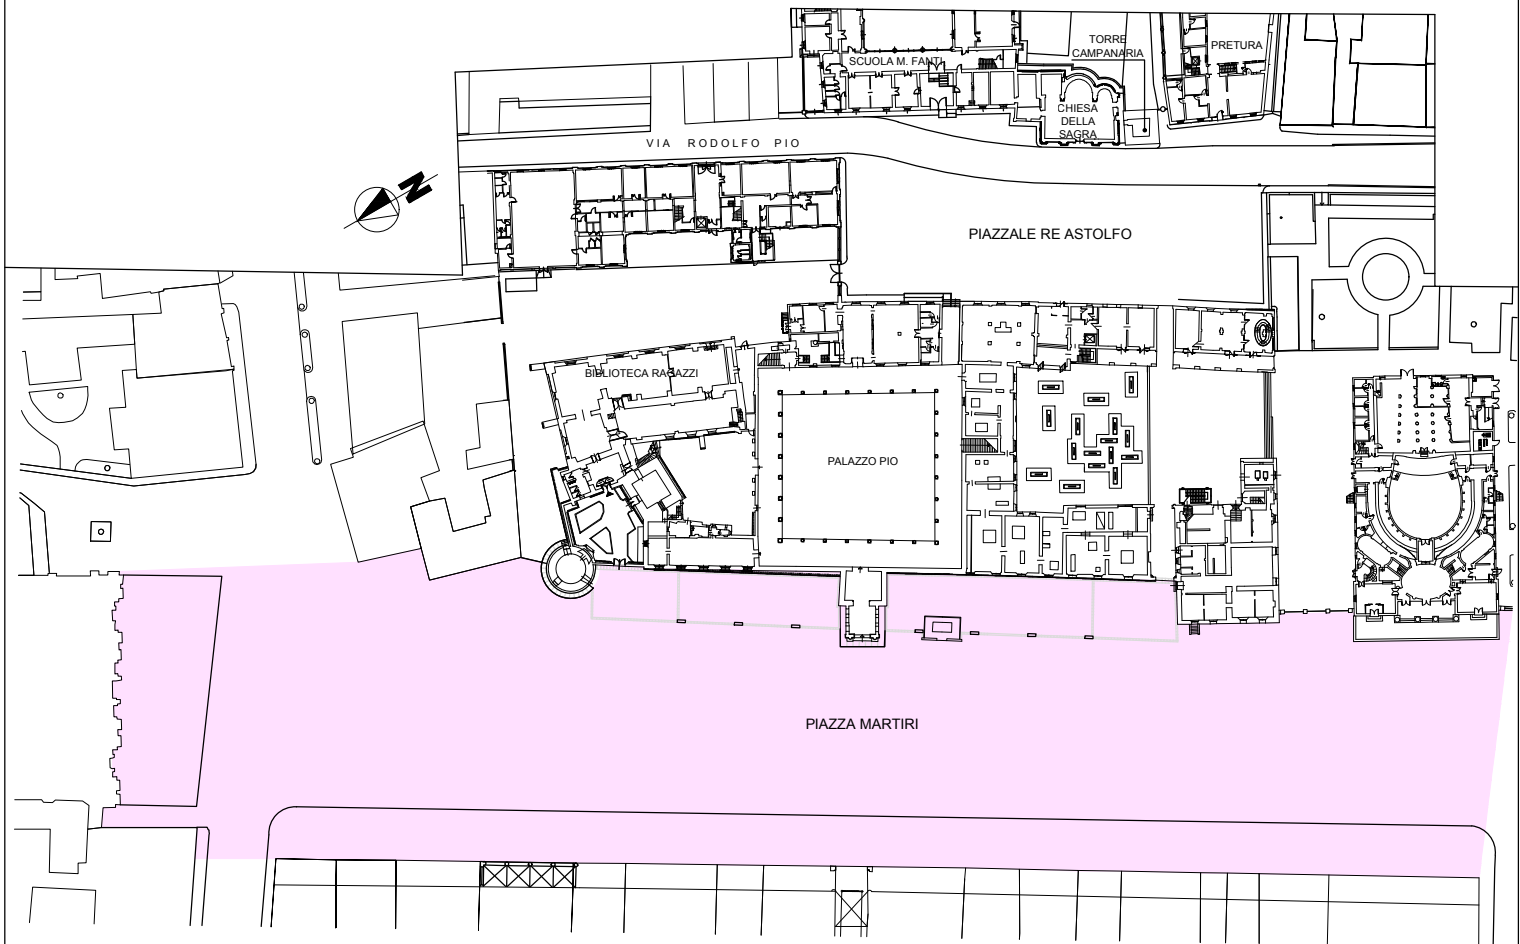 TORRE
CAMPANARIA
PRETURA
SCUOLA M. FANTI
CHIESA
DELLA
SAGRA
VIA RODOLFO PIO
N
PIAZZALE RE ASTOLFO
BIBLIOTECA RAGAZZI
PALAZZO PIO
PIAZZA MARTIRI